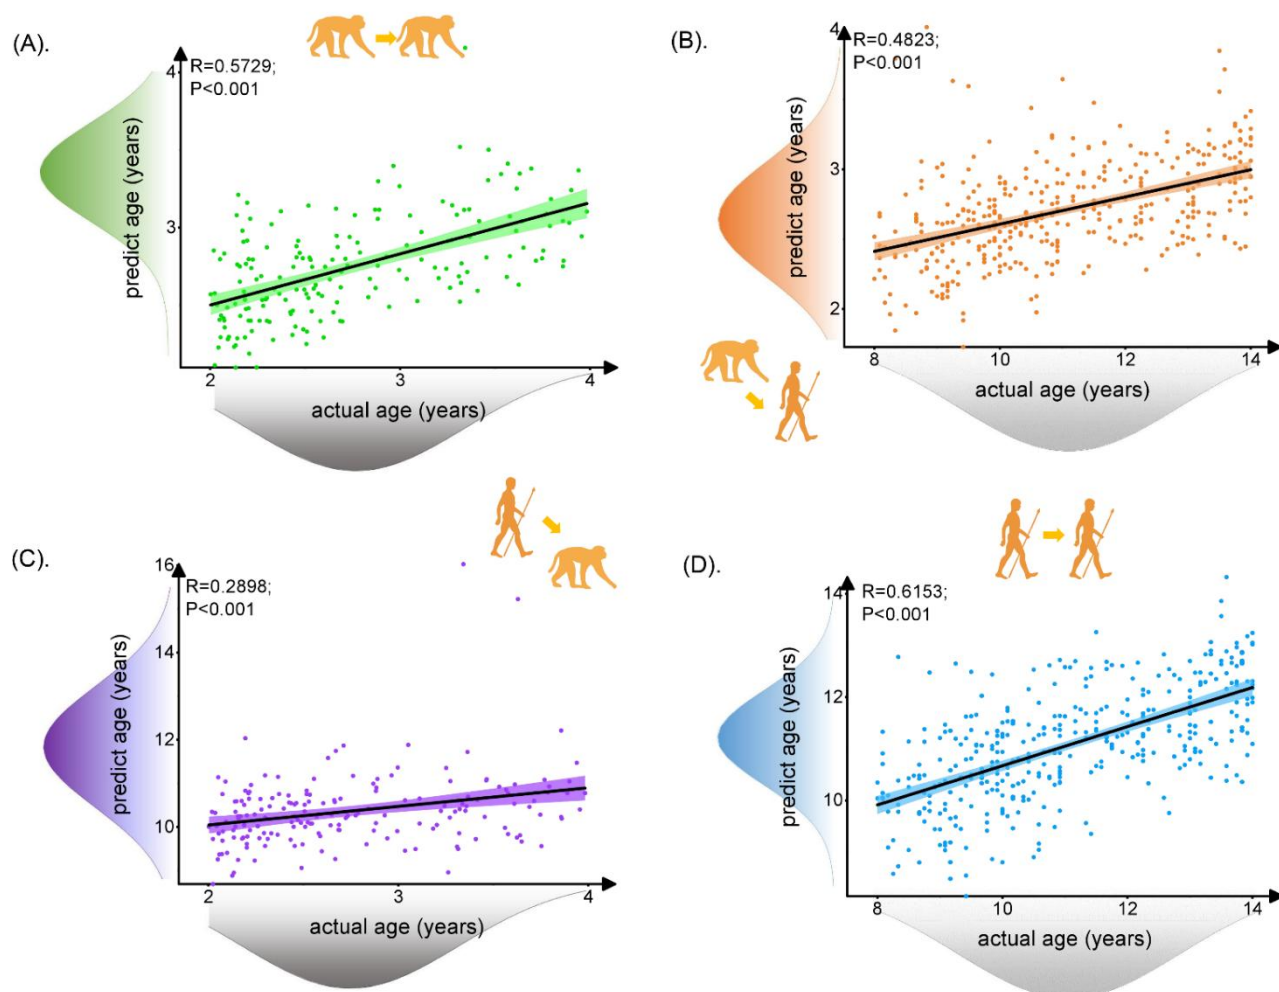 (A).
R=0.5729;
P<0.001
4
3
predict age (years)
2
3
4
actual age (years)
(B).
R=0.4823;
P<0.001
4
3
2
predict age (years)
8
10
12
14
actual age (years)
(C).
R=0.2898;
P<0.001
16
14
12
10
predict age (years)
2
3
4
actual age (years)
(D).
R=0.6153;
P<0.001
14
12
10
predict age (years)
8
10
12
14
actual age (years)